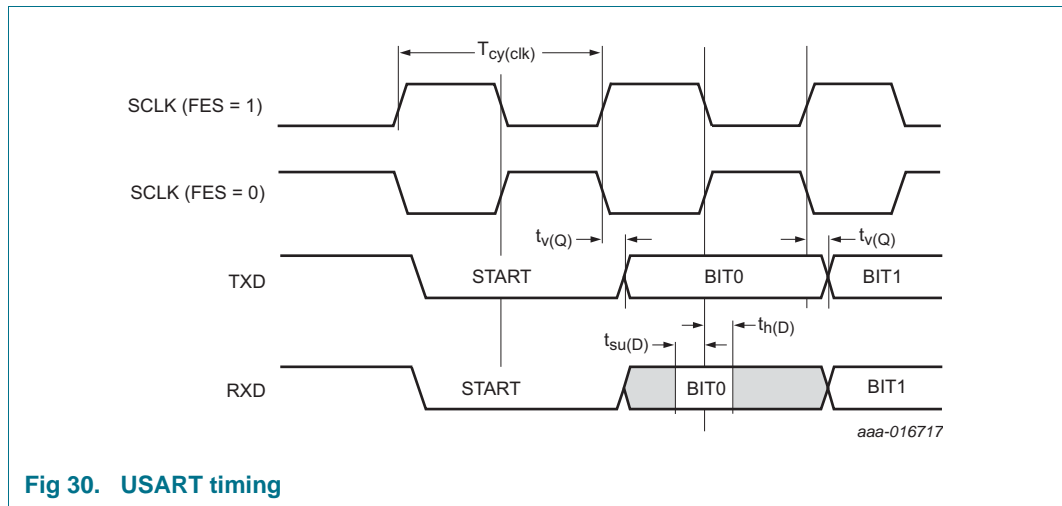 T_cy(clk)
SCLK (FES = 1)
SCLK (FES = 0)
t_v(Q) t_v(Q)
TXD START BIT0 BIT1
t_su(D) t_h(D)
RXD START BIT0 BIT1
aaa-016717
Fig 30. USART timing